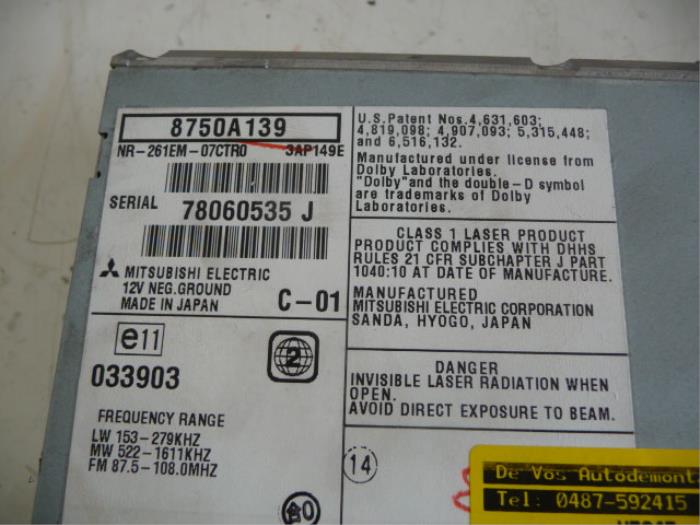 8750A139
NR-261EM-07CTR0 3AP149E
SERIAL 78060535 J
MITSUBISHI ELECTRIC
12V NEG.GROUND
MADE IN JAPAN C-01
e11
2
033903
FREQUENCY RANGE
LW 153-279KHZ
MW 522-1611KHZ
FM 87.5-108.0MHZ
U.S.Patent Nos.4,631,603;
4,819,098; 4,907,093; 5,315,448;
and 6,516,132.
Manufactured under license from
Dolby Laboratories.
"Dolby"and the double-D symbol
are trademarks of Dolby
Laboratories.
CLASS 1 LASER PRODUCT
PRODUCT COMPLIES WITH DHHS
RULES 21 CFR SUBCHAPTER J PART
1040:10 AT DATE OF MANUFACTURE.
MANUFACTURED
MITSUBISHI ELECTRIC CORPORATION
SANDA, HYOGO, JAPAN
DANGER
INVISIBLE LASER RADIATION WHEN
OPEN.
AVOID DIRECT EXPOSURE TO BEAM.
14
De Vos Autodemont
Tel: 0487-592415